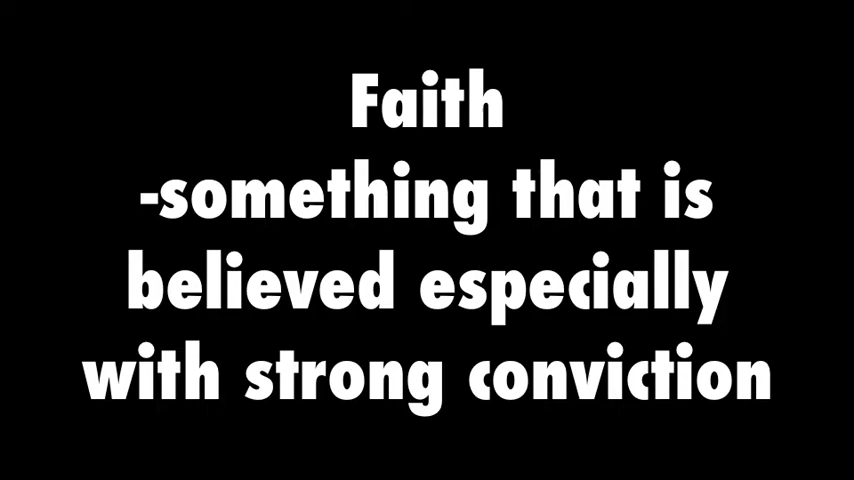 Faith
-something that is
believed especially
with strong conviction